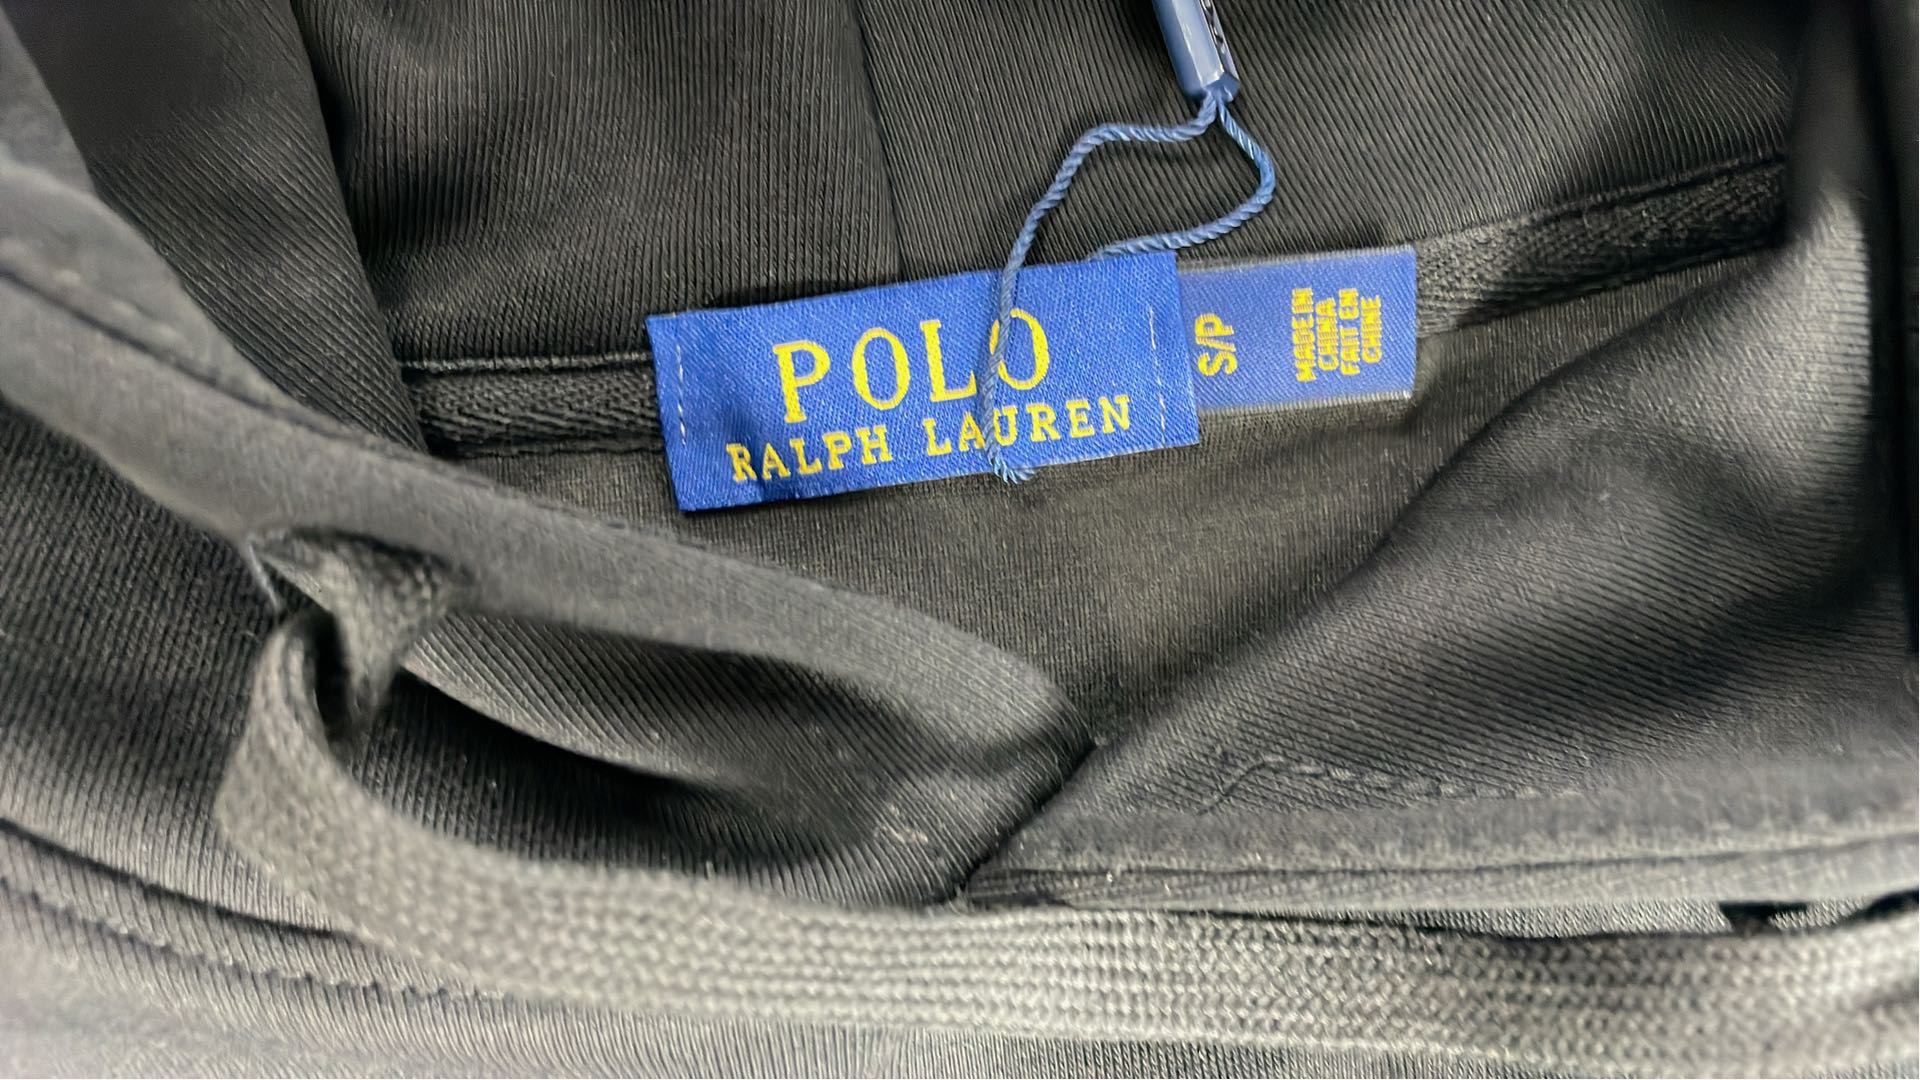 POLO
RALPH LAUREN
S/P
MADE IN
CHINA
FAIT EN
CHINE